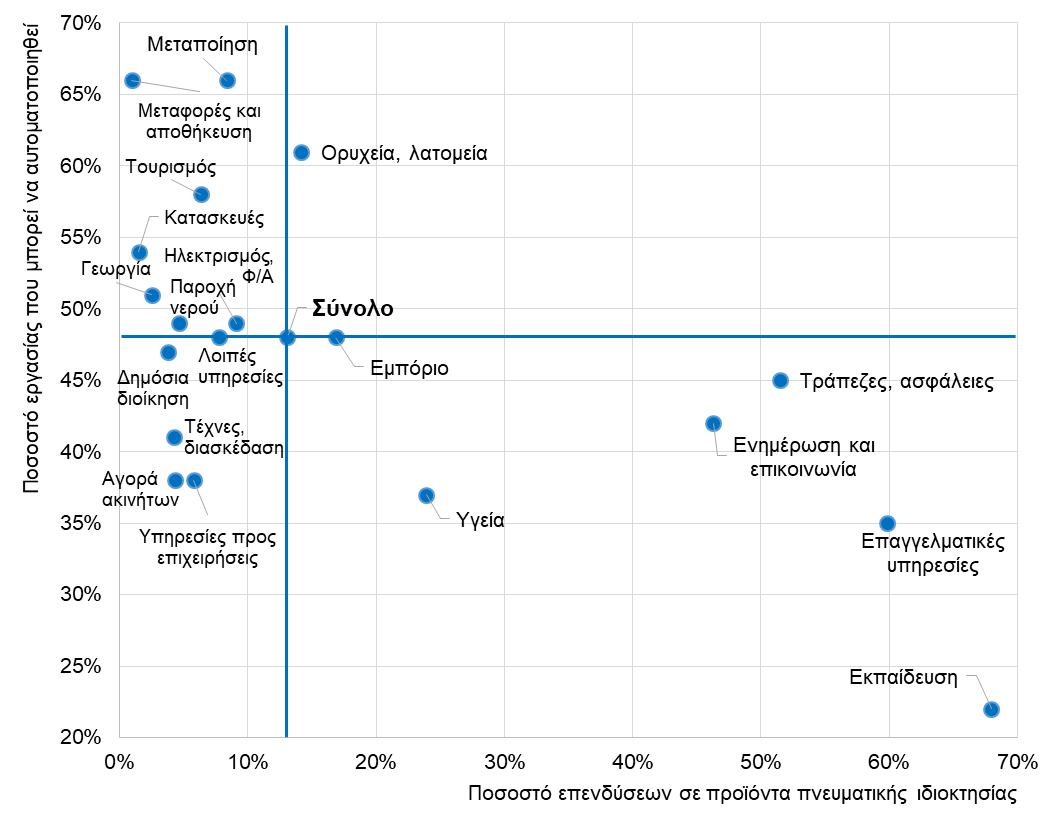 Ποσοστό εργασίας που μπορεί να αυτοματοποιηθεί
70%
65%
60%
55%
50%
45%
40%
35%
30%
25%
20%
Μεταποίηση
Μεταφορές και
αποθήκευση
Ορυχεία, λατομεία
Τουρισμός
Κατασκευές
Ηλεκτρισμός,
Φ/Α
Γεωργία
Παροχή
νερού
Σύνολο
Λοιπές
υπηρεσίες
Εμπόριο
Δημόσια
διοίκηση
Τράπεζες, ασφάλειες
Τέχνες,
διασκέδαση
Ενημέρωση και
επικοινωνία
Αγορά
ακινήτων
Υπηρεσίες προς
επιχειρήσεις
Υγεία
Επαγγελματικές
υπηρεσίες
Εκπαίδευση
0%
10%
20%
30%
40%
50%
60%
70%
Ποσοστό επενδύσεων σε προϊόντα πνευματικής ιδιοκτησίας